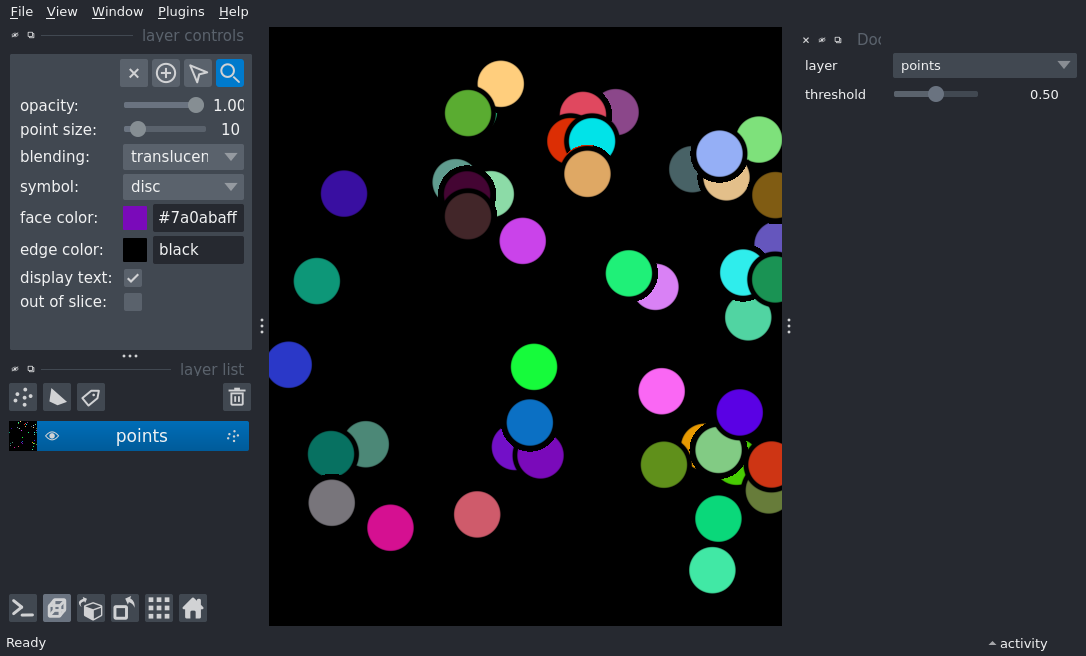 File View Window Plugins Help
layer controls
opacity: 1.00
point size: 10
blending: translucen
symbol: disc
face color: #7a0abaff
edge color: black
display text:
out of slice:
layer list
points
Ready
Doc
layer points
threshold 0.50
activity